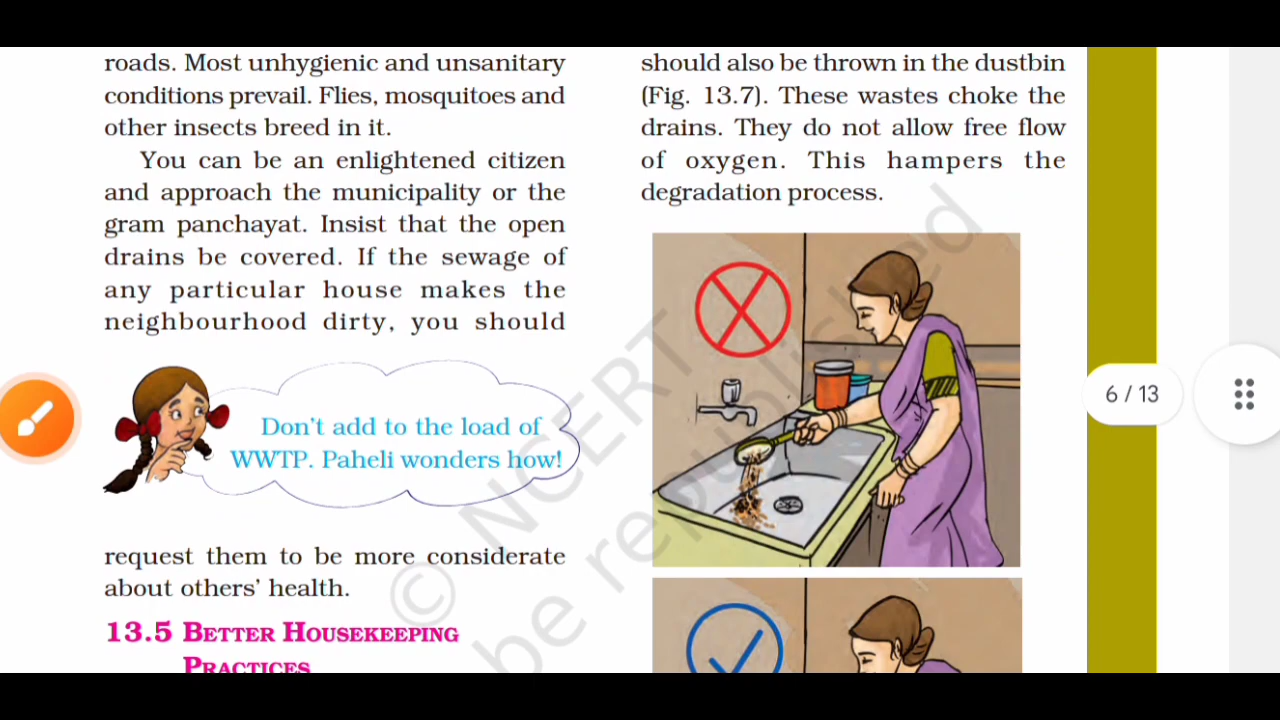 roads. Most unhygienic and unsanitary
conditions prevail. Flies, mosquitoes and
other insects breed in it.
You can be an enlightened citizen
and approach the municipality or the
gram panchayat. Insist that the open
drains be covered. If the sewage of
any particular house makes the
neighbourhood dirty, you should
Don't add to the load of
WWTP. Paheli wonders how!
request them to be more considerate
about others' health.
13.5 BETTER HOUSEKEEPING
PRACTICES
should also be thrown in the dustbin
(Fig. 13.7). These wastes choke the
drains. They do not allow free flow
of oxygen. This hampers the
degradation process.
© NCERT
be republished
6 / 13